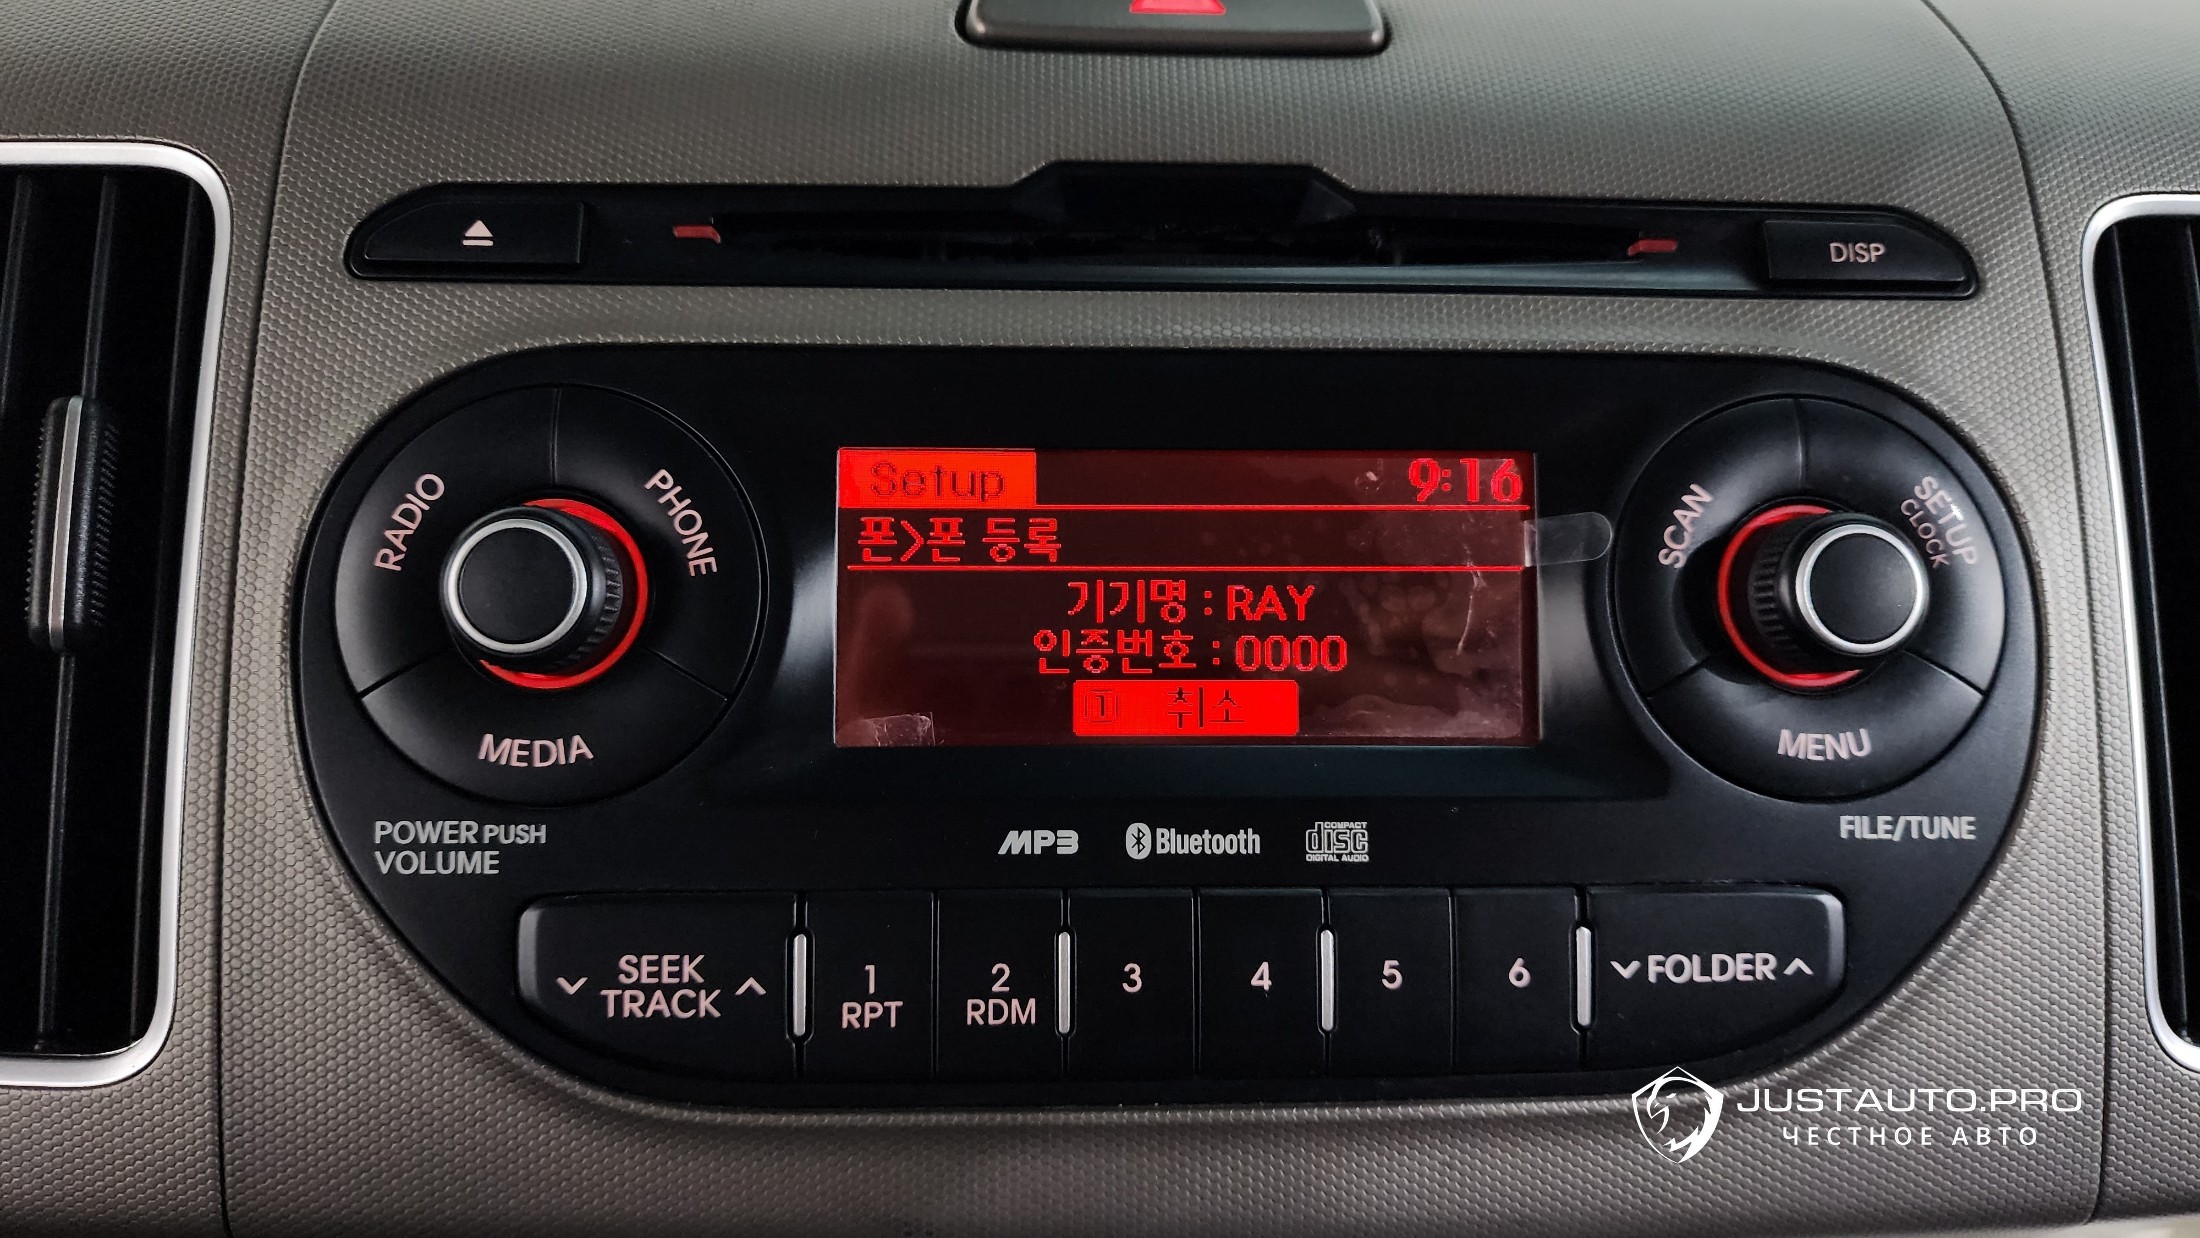 DISP
RADIO
PHONE
MEDIA
POWER PUSH
VOLUME
Setup 9:16
폰>폰 등록
기기명 : RAY
인증번호 : 0000
1 취소
SCAN
SETUP
CLOCK
MENU
FILE/TUNE
MP3 Bluetooth COMPACT disc DIGITAL AUDIO
SEEK
TRACK
1
RPT
2
RDM
3
4
5
6
FOLDER
JUSTAUTO.PRO
ЧЕСТНОЕ АВТО